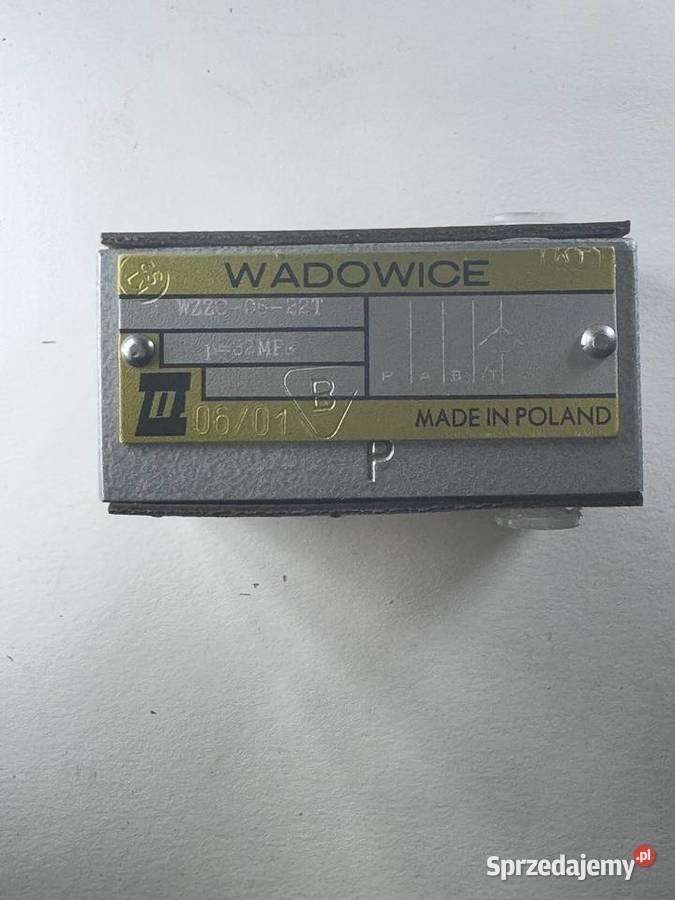 WADOWICE
WZZC-06-22T
p=32MPa
P A B T
06/01 B
MADE IN POLAND
P
Sprzedajemy.pl